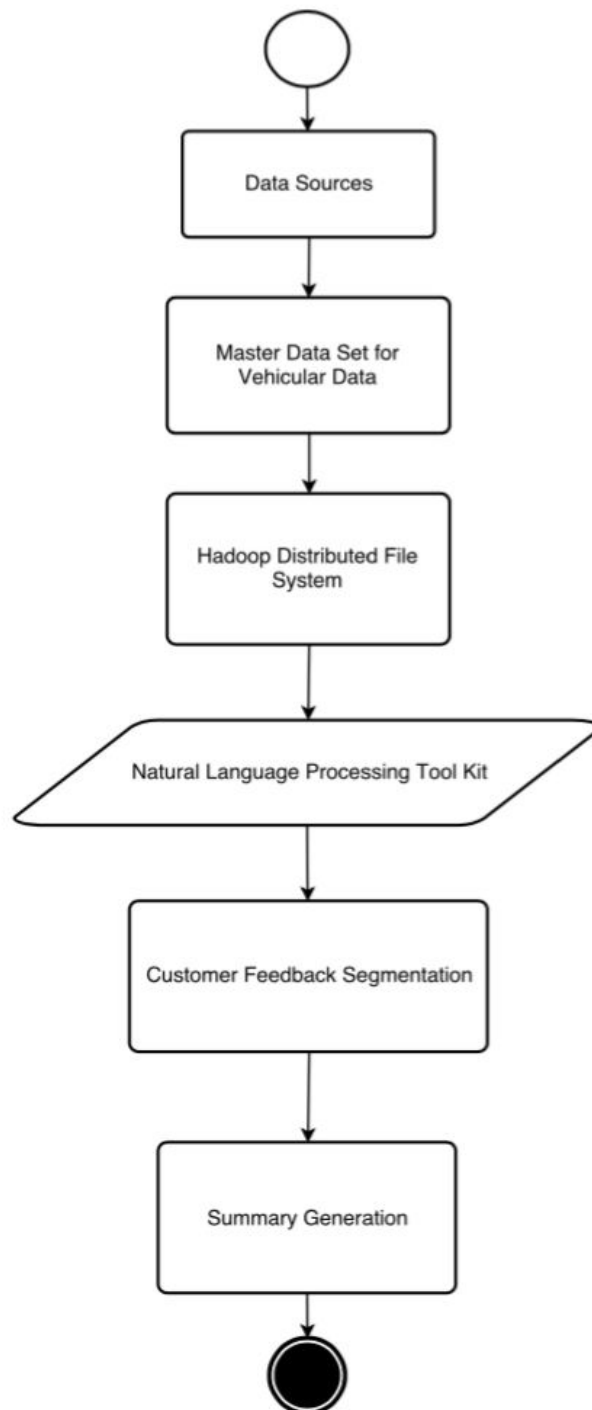 Data Sources
Master Data Set for
Vehicular Data
Hadoop Distributed File
System
Natural Language Processing Tool Kit
Customer Feedback Segmentation
Summary Generation